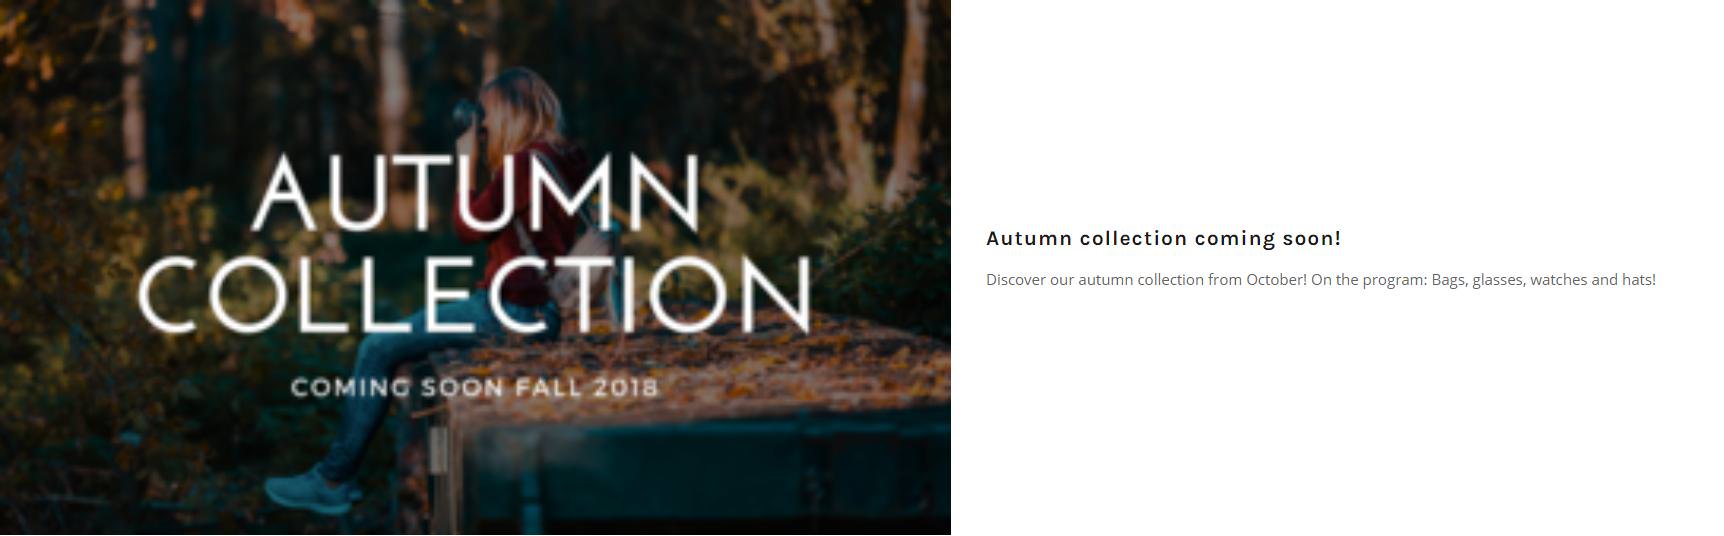 AUTUMN
COLLECTION
COMING SOON FALL 2018
Autumn collection coming soon!
Discover our autumn collection from October! On the program: Bags, glasses, watches and hats!